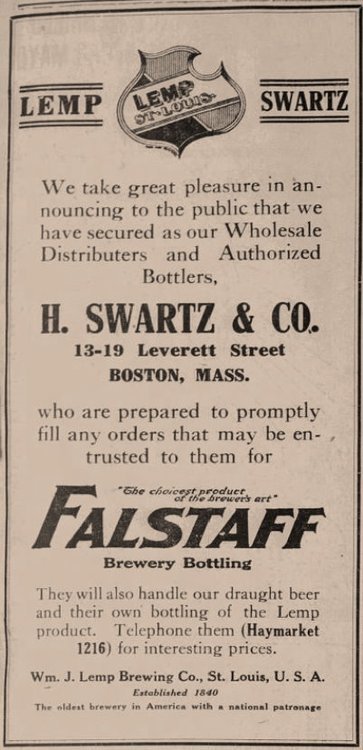 LEMP
LEMP
ST. LOUIS.
SWARTZ
We take great pleasure in an-
nouncing to the public that we
have secured as our Wholesale
Distributers and Authorized
Bottlers,
H. SWARTZ & CO.
13-19 Leverett Street
BOSTON, MASS.
who are prepared to promptly
fill any orders that may be en-
trusted to them for
"The choicest product
of the brewer's art"
FALSTAFF
Brewery Bottling
They will also handle our draught beer
and their own bottling of the Lemp
product. Telephone them (Haymarket
1216) for interesting prices.
Wm. J. Lemp Brewing Co., St. Louis, U. S. A.
Established 1840
The oldest brewery in America with a national patronage